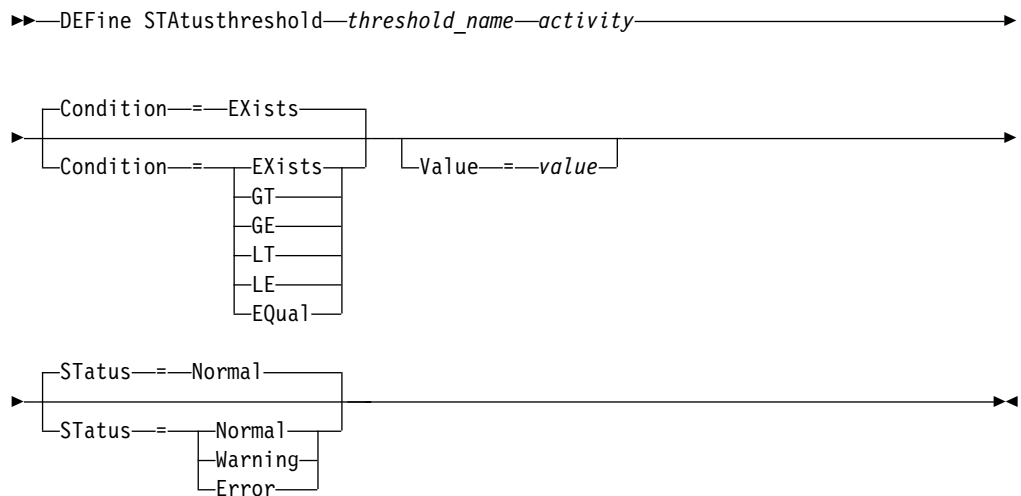 DEFine STAtusthreshold threshold_name activity
Condition = EXists
Condition = EXists Value = value
GT
GE
LT
LE
EQual
STatus = Normal
STatus = Normal
Warning
Error